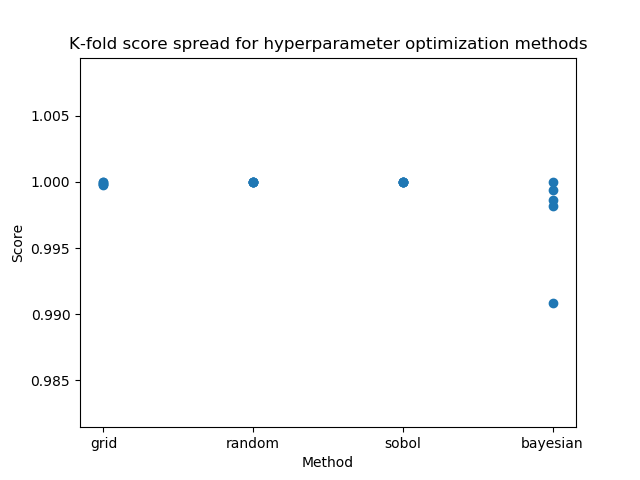 K-fold score spread for hyperparameter optimization methods
1.005
1.000
0.995
0.990
0.985
Score
grid random sobol bayesian
Method